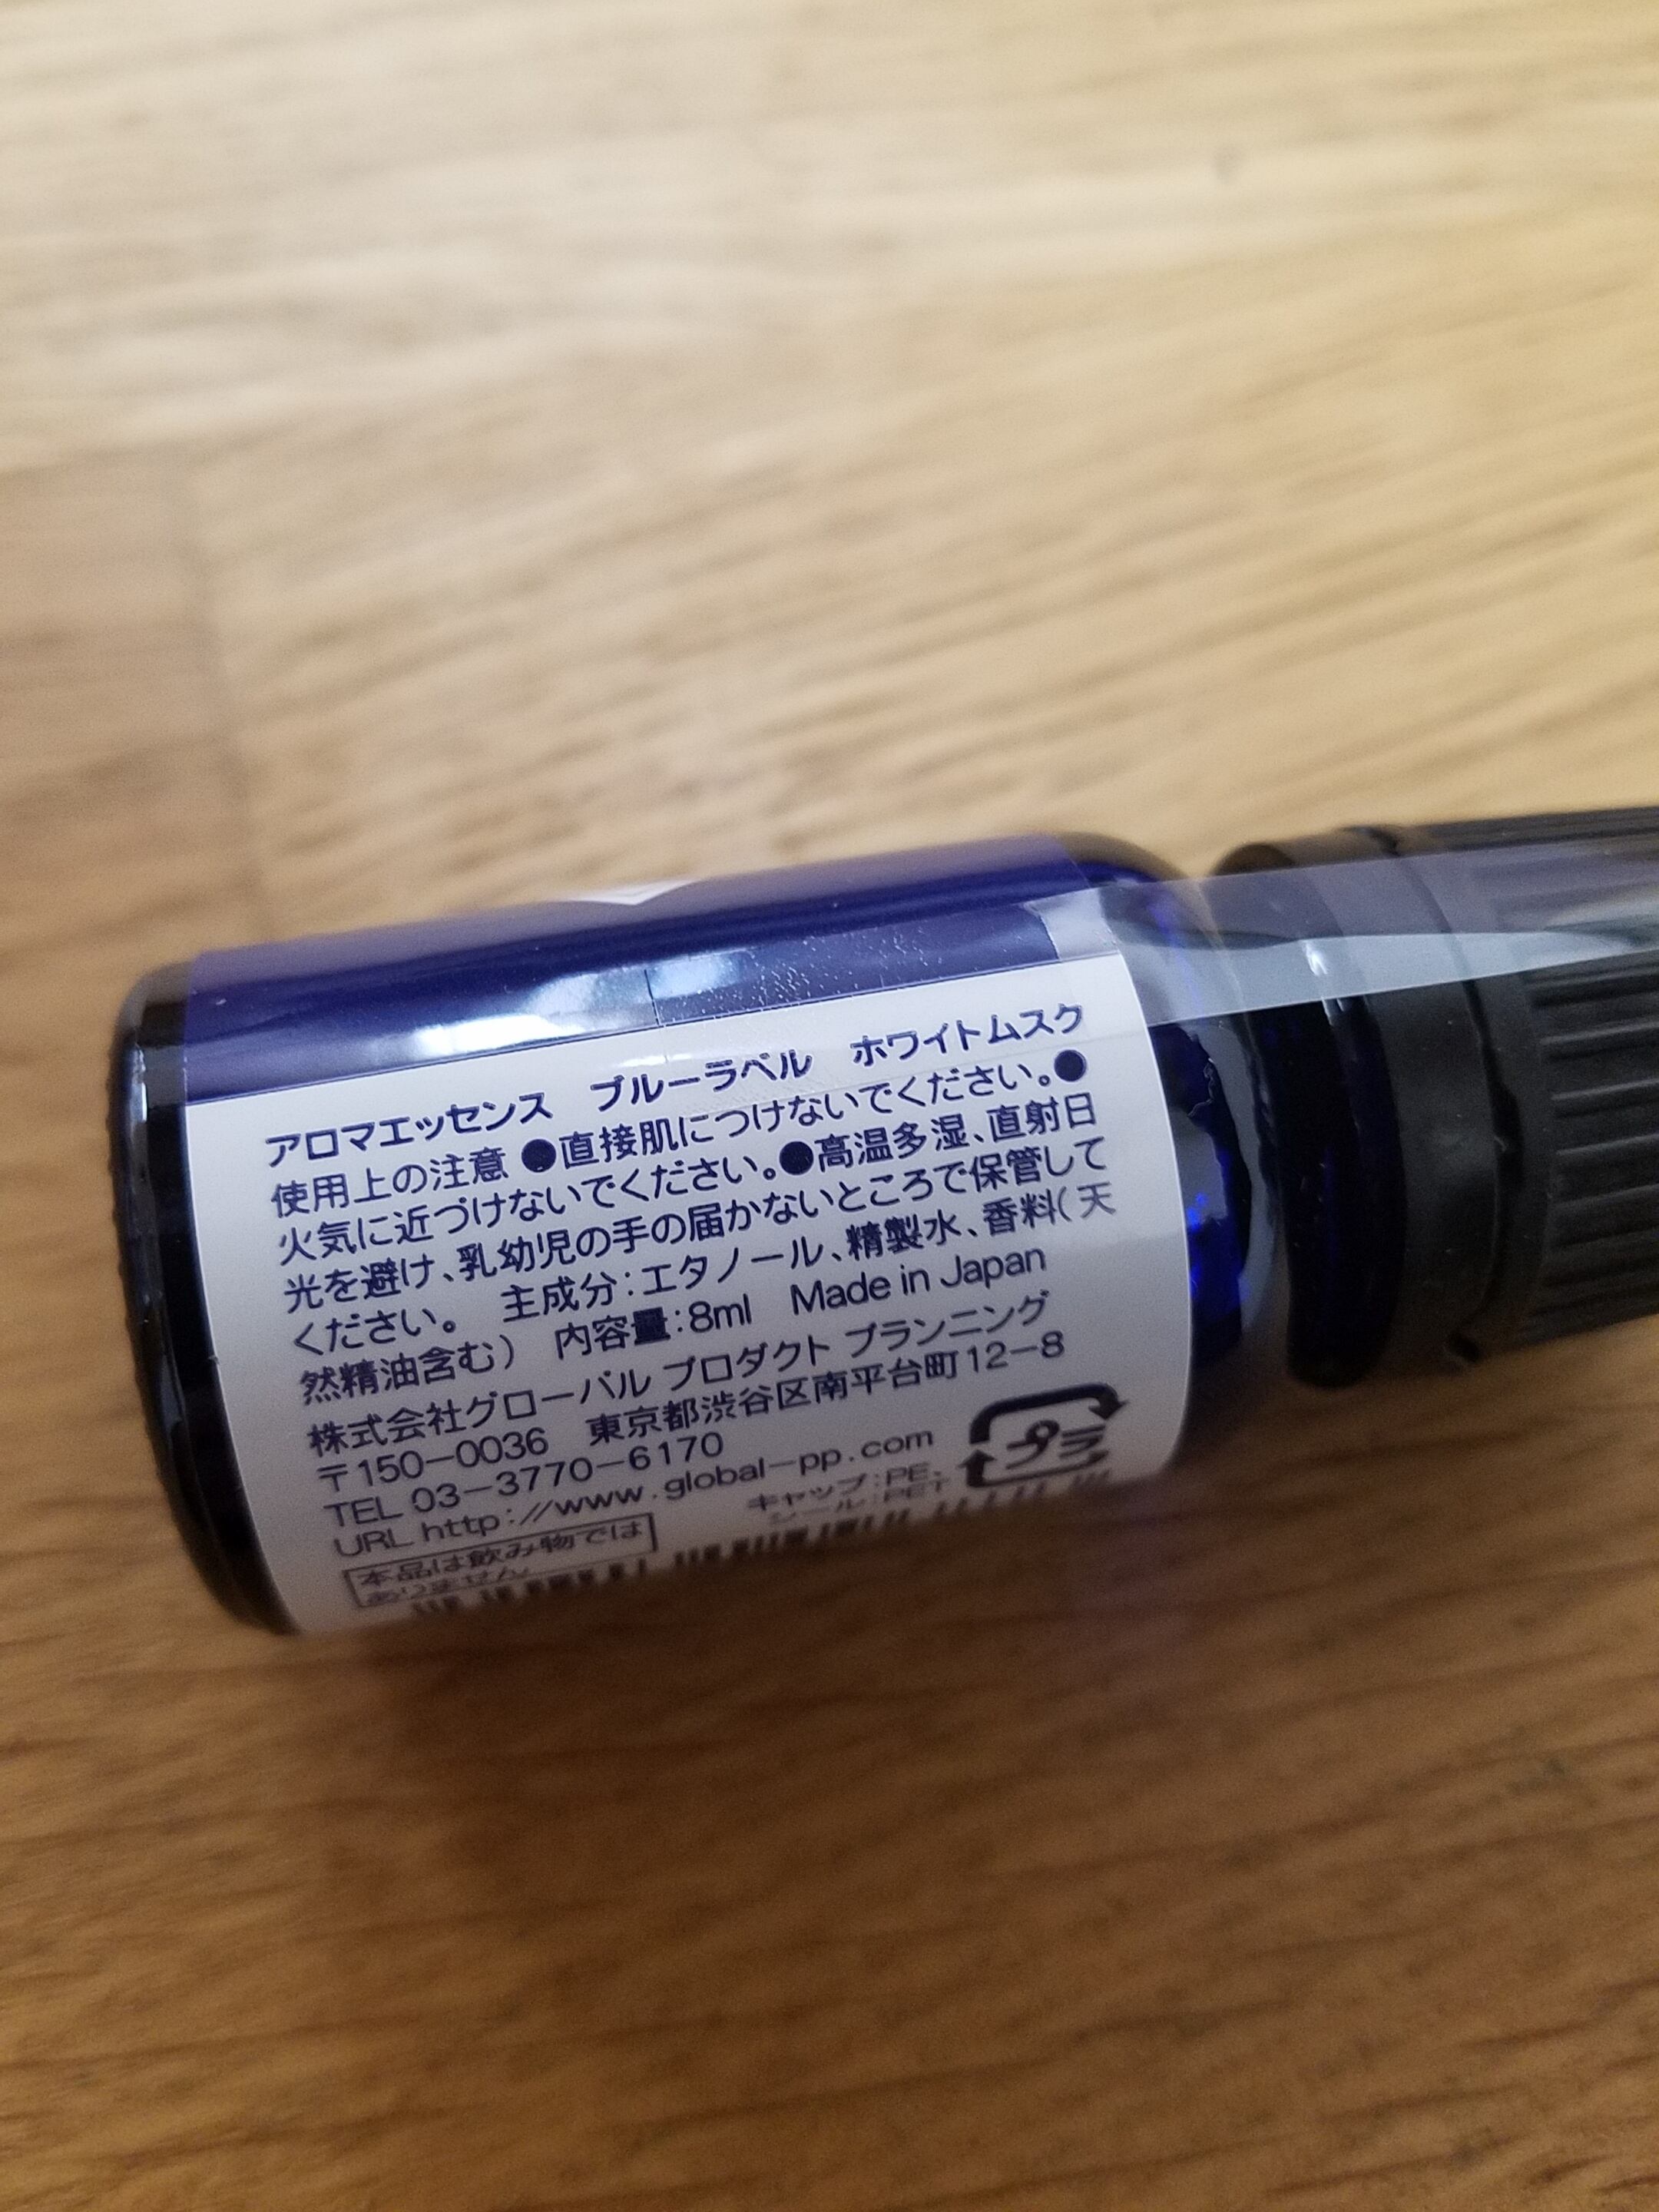 アロマエッセンス ブルーラベル ホワイトムスク
使用上の注意 ●直接肌につけないでください。●
火気に近づけないでください。●高温多湿、直射日
光を避け、乳幼児の手の届かないところで保管して
ください。 主成分:エタノール、精製水、香料(天
然精油含む) 内容量:8ml Made in Japan
株式会社グローバル プロダクト プランニング
〒150-0036 東京都渋谷区南平台町12-8
TEL 03-3770-6170
URL http://www.global-pp.com
プラ
キャップ:PE、
シール:PET
本品は飲み物では
ありません